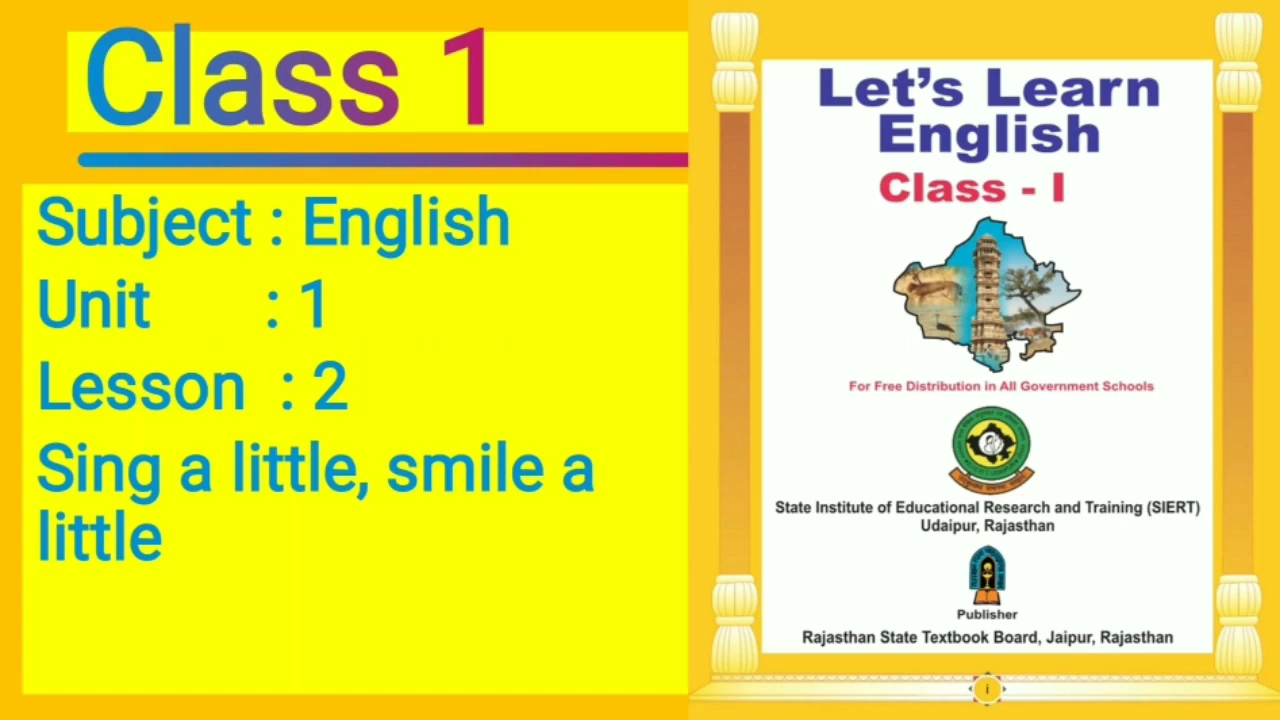 Class 1
Subject : English
Unit : 1
Lesson : 2
Sing a little, smile a
little
Let's Learn
English
Class - I
For Free Distribution in All Government Schools
State Institute of Educational Research and Training (SIERT)
Udaipur, Rajasthan
Publisher
Rajasthan State Textbook Board, Jaipur, Rajasthan
i